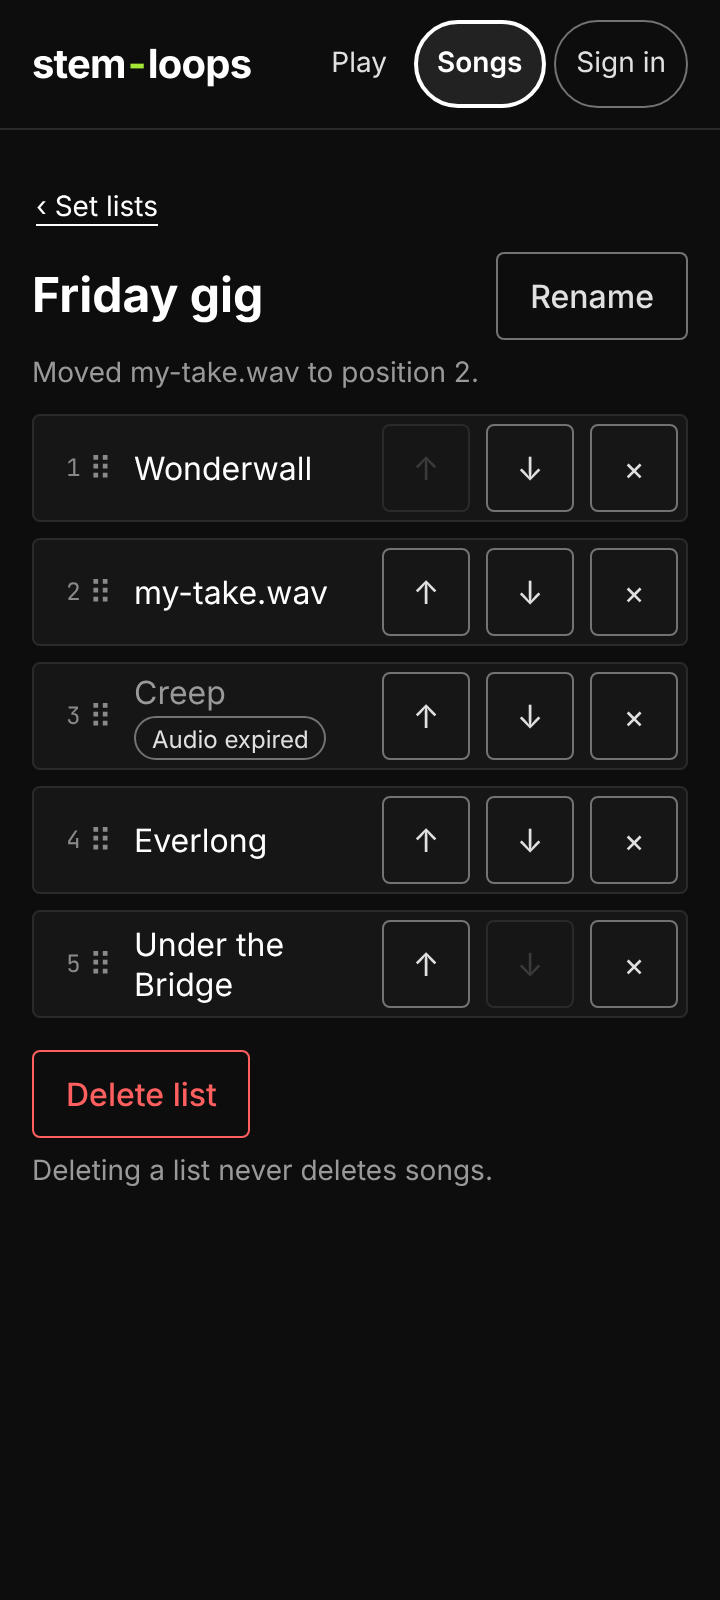 stem-loops
Play
Songs
Sign in
‹ Set lists
Friday gig
Rename
Moved my-take.wav to position 2.
1 ⠿ Wonderwall ↑ ↓ ×
2 ⠿ my-take.wav ↑ ↓ ×
3 ⠿ Creep ↑ ↓ ×
Audio expired
4 ⠿ Everlong ↑ ↓ ×
5 ⠿ Under the ↑ ↓ ×
Bridge
Delete list
Deleting a list never deletes songs.